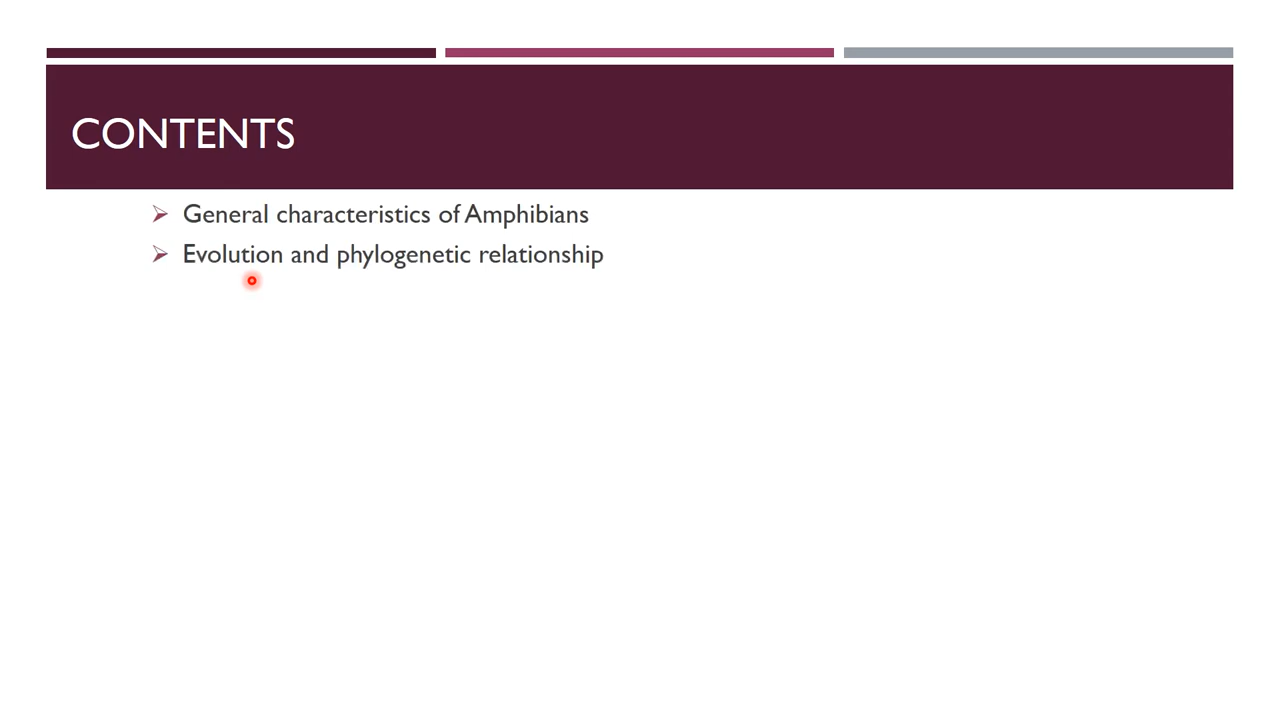 CONTENTS
General characteristics of Amphibians
Evolution and phylogenetic relationship